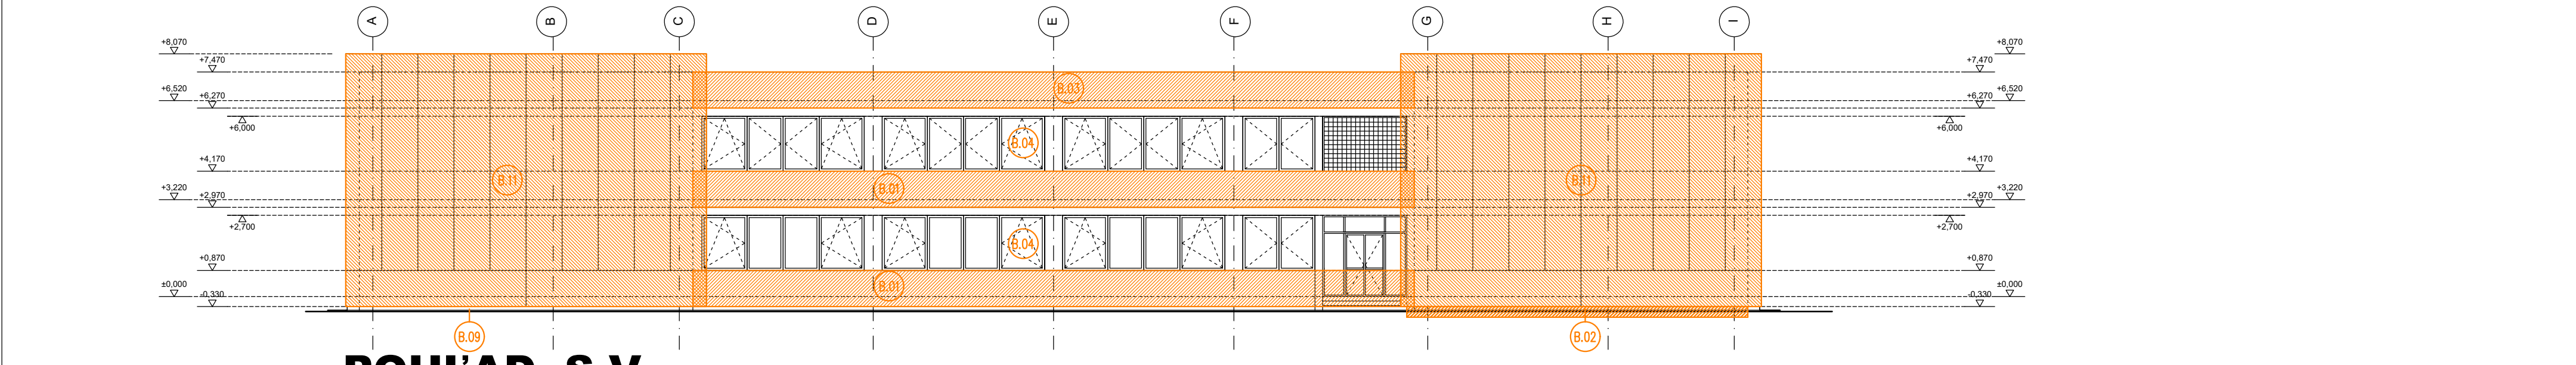 A B C D E F G H I
+8,070 +8,070
+7,470 +7,470
B.03
+6,520 +6,270 +6,270 +6,520
+6,000 +6,000
B.04
+4,170 +4,170
B.11 B.11
+3,220 +2,970 B.01 +2,970 +3,220
+2,700 +2,700
B.04
+0,870 +0,870
±0,000 -0,330 B.01 -0,330 ±0,000
B.09 B.02
POHĽAD S-V